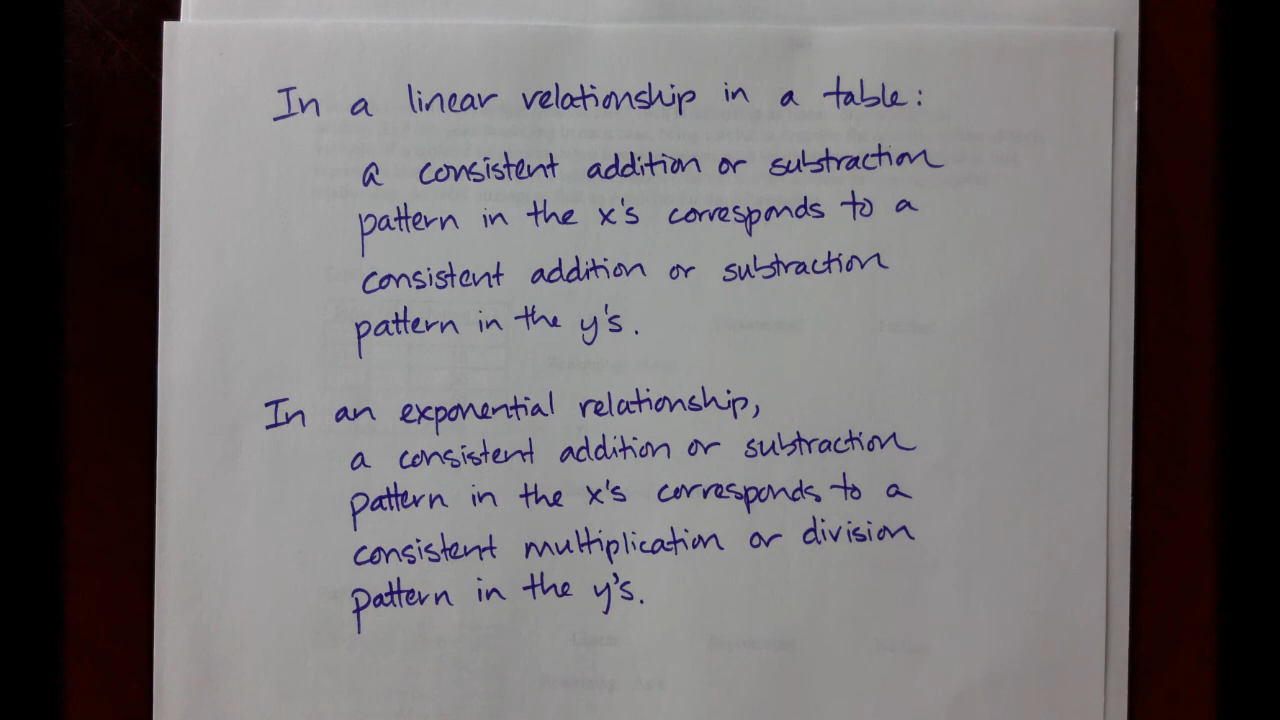 In a linear relationship in a table:
a consistent addition or subtraction
pattern in the x's corresponds to a
consistent addition or subtraction
pattern in the y's.
In an exponential relationship,
a consistent addition or subtraction
pattern in the x's corresponds to a
consistent multiplication or division
pattern in the y's.